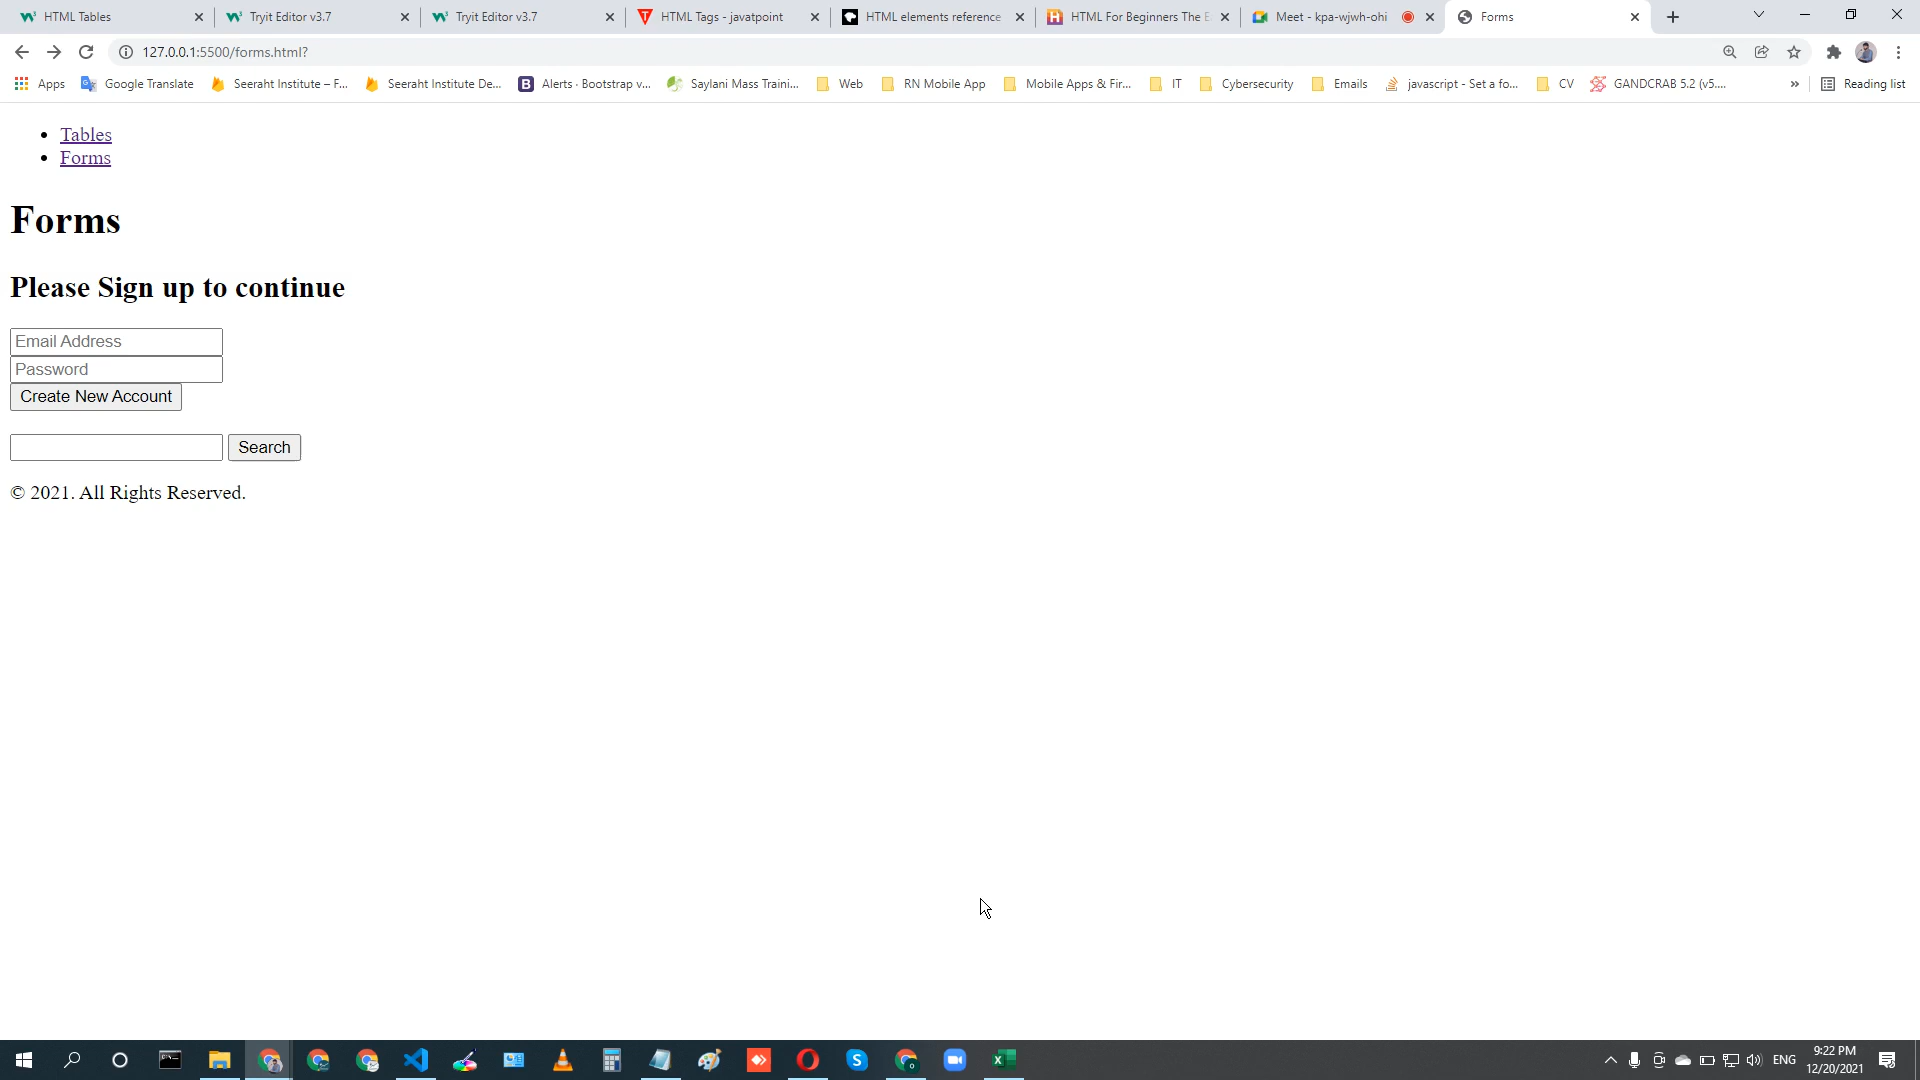 HTML Tables
Tryit Editor v3.7
Tryit Editor v3.7
HTML Tags - javatpoint
HTML elements reference
HTML For Beginners The E
Meet - kpa-wjwh-ohi
Forms
127.0.0.1:5500/forms.html?
Apps
Google Translate
Seeraht Institute – F...
Seeraht Institute De...
Alerts · Bootstrap v...
Saylani Mass Traini...
Web
RN Mobile App
Mobile Apps & Fir...
IT
Cybersecurity
Emails
javascript - Set a fo...
CV
GANDCRAB 5.2 (v5....
»
Reading list
Tables
Forms
Forms
Please Sign up to continue
Email Address
Password
Create New Account
Search
© 2021. All Rights Reserved.
ENG
9:22 PM
12/20/2021